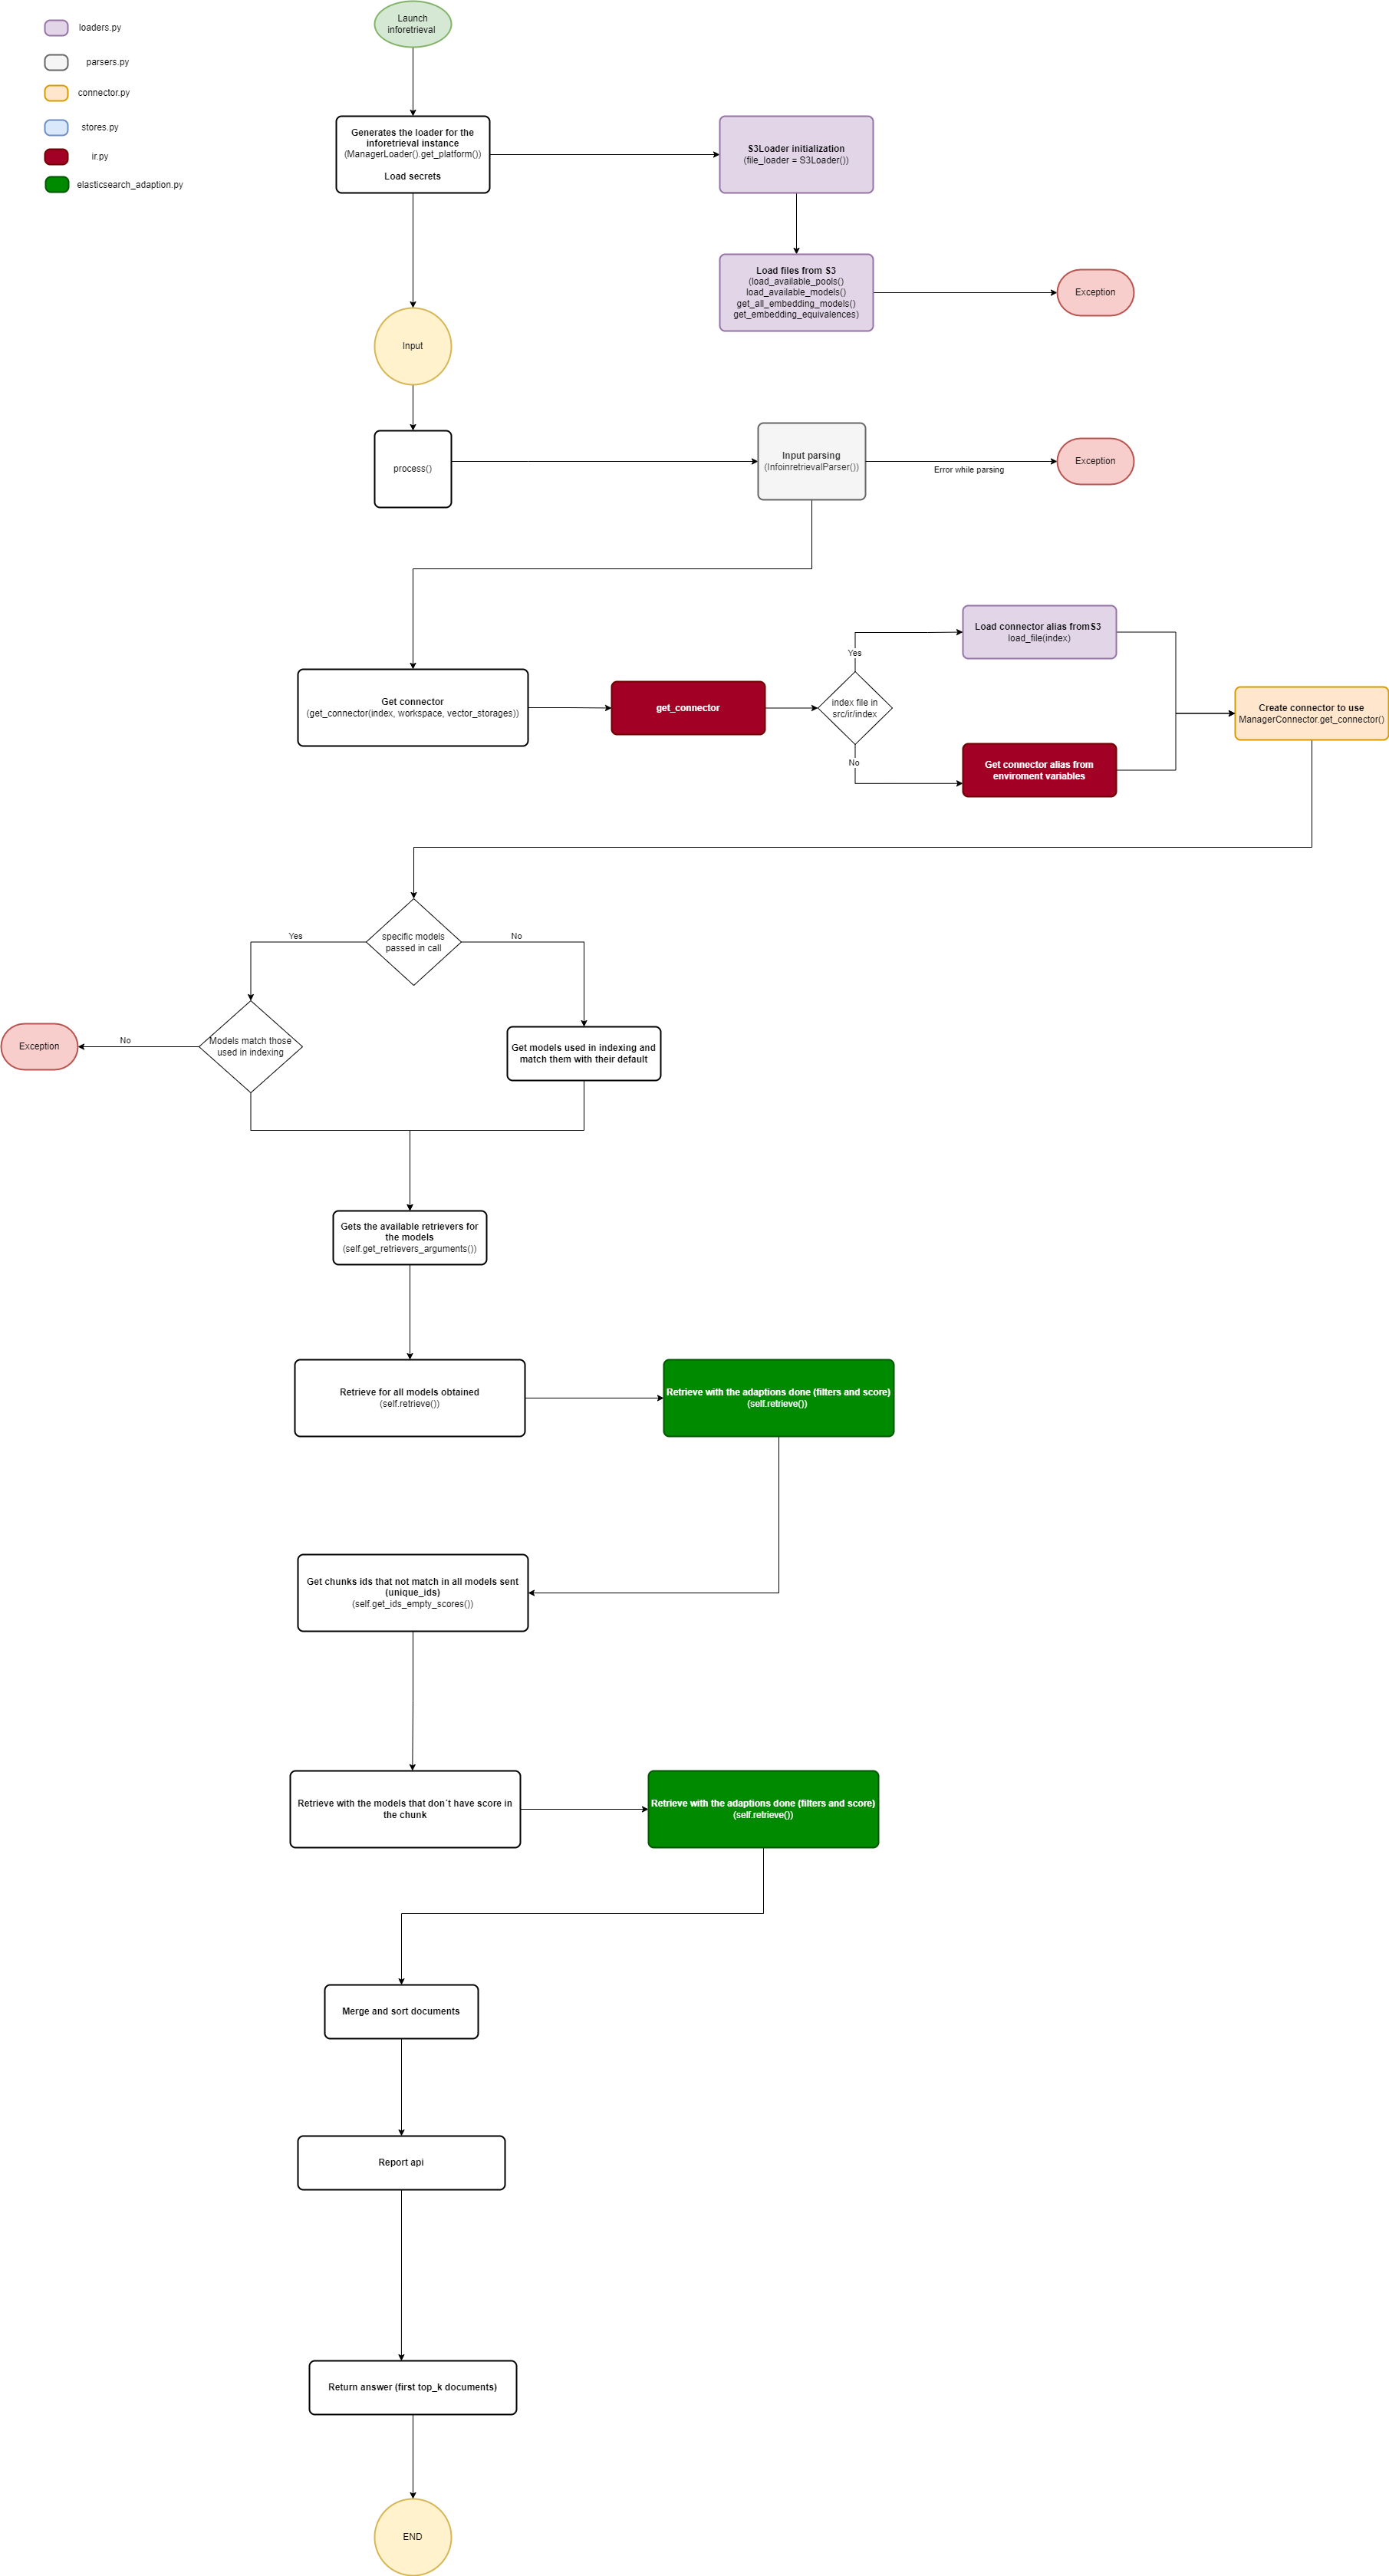 loaders.py
parsers.py
connector.py
stores.py
ir.py
elasticsearch_adaption.py
Launch
inforetrieval
Generates the loader for the
inforetrieval instance
(ManagerLoader().get_platform())
Load secrets
S3Loader initialization
(file_loader = S3Loader())
Load files from S3
(load_available_pools()
load_available_models()
get_all_embedding_models()
get_embedding_equivalences)
Exception
Input
process()
Input parsing
(InfoinretrievalParser())
Error while parsing
Exception
Get connector
(get_connector(index, workspace, vector_storages))
get_connector
index file in
src/ir/index
Yes
No
Load connector alias fromS3
load_file(index)
Get connector alias from
enviroment variables
Create connector to use
ManagerConnector.get_connector()
specific models
passed in call
Yes
No
Models match those
used in indexing
No
Exception
Get models used in indexing and
match them with their default
Gets the available retrievers for
the models
(self.get_retrievers_arguments())
Retrieve for all models obtained
(self.retrieve())
Retrieve with the adaptions done (filters and score)
(self.retrieve())
Get chunks ids that not match in all models sent
(unique_ids)
(self.get_ids_empty_scores())
Retrieve with the models that don´t have score in
the chunk
Retrieve with the adaptions done (filters and score)
(self.retrieve())
Merge and sort documents
Report api
Return answer (first top_k documents)
END